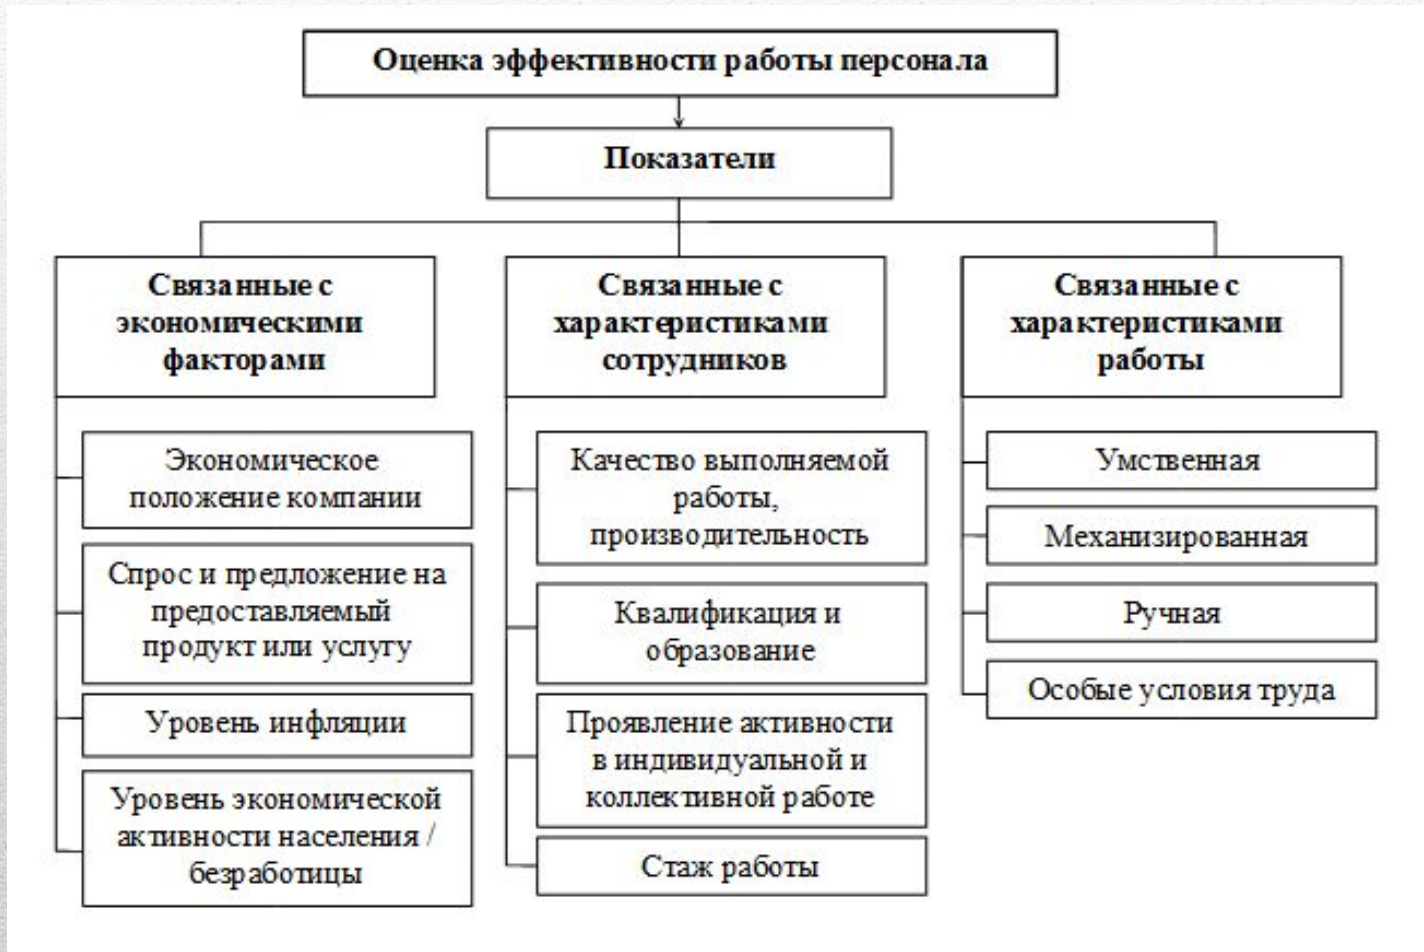 Оценка эффективности работы персонала
Показатели
Связанные с
экономическими
факторами
Экономическое
положение компании
Спрос и предложение на
предоставляемый
продукт или услугу
Уровень инфляции
Уровень экономической
активности населения /
безработицы
Связанные с
характеристиками
сотрудников
Качество выполняемой
работы,
производительность
Квалификация и
образование
Проявление активности
в индивидуальной и
коллективной работе
Стаж работы
Связанные с
характеристиками
работы
Умственная
Механизированная
Ручная
Особые условия труда